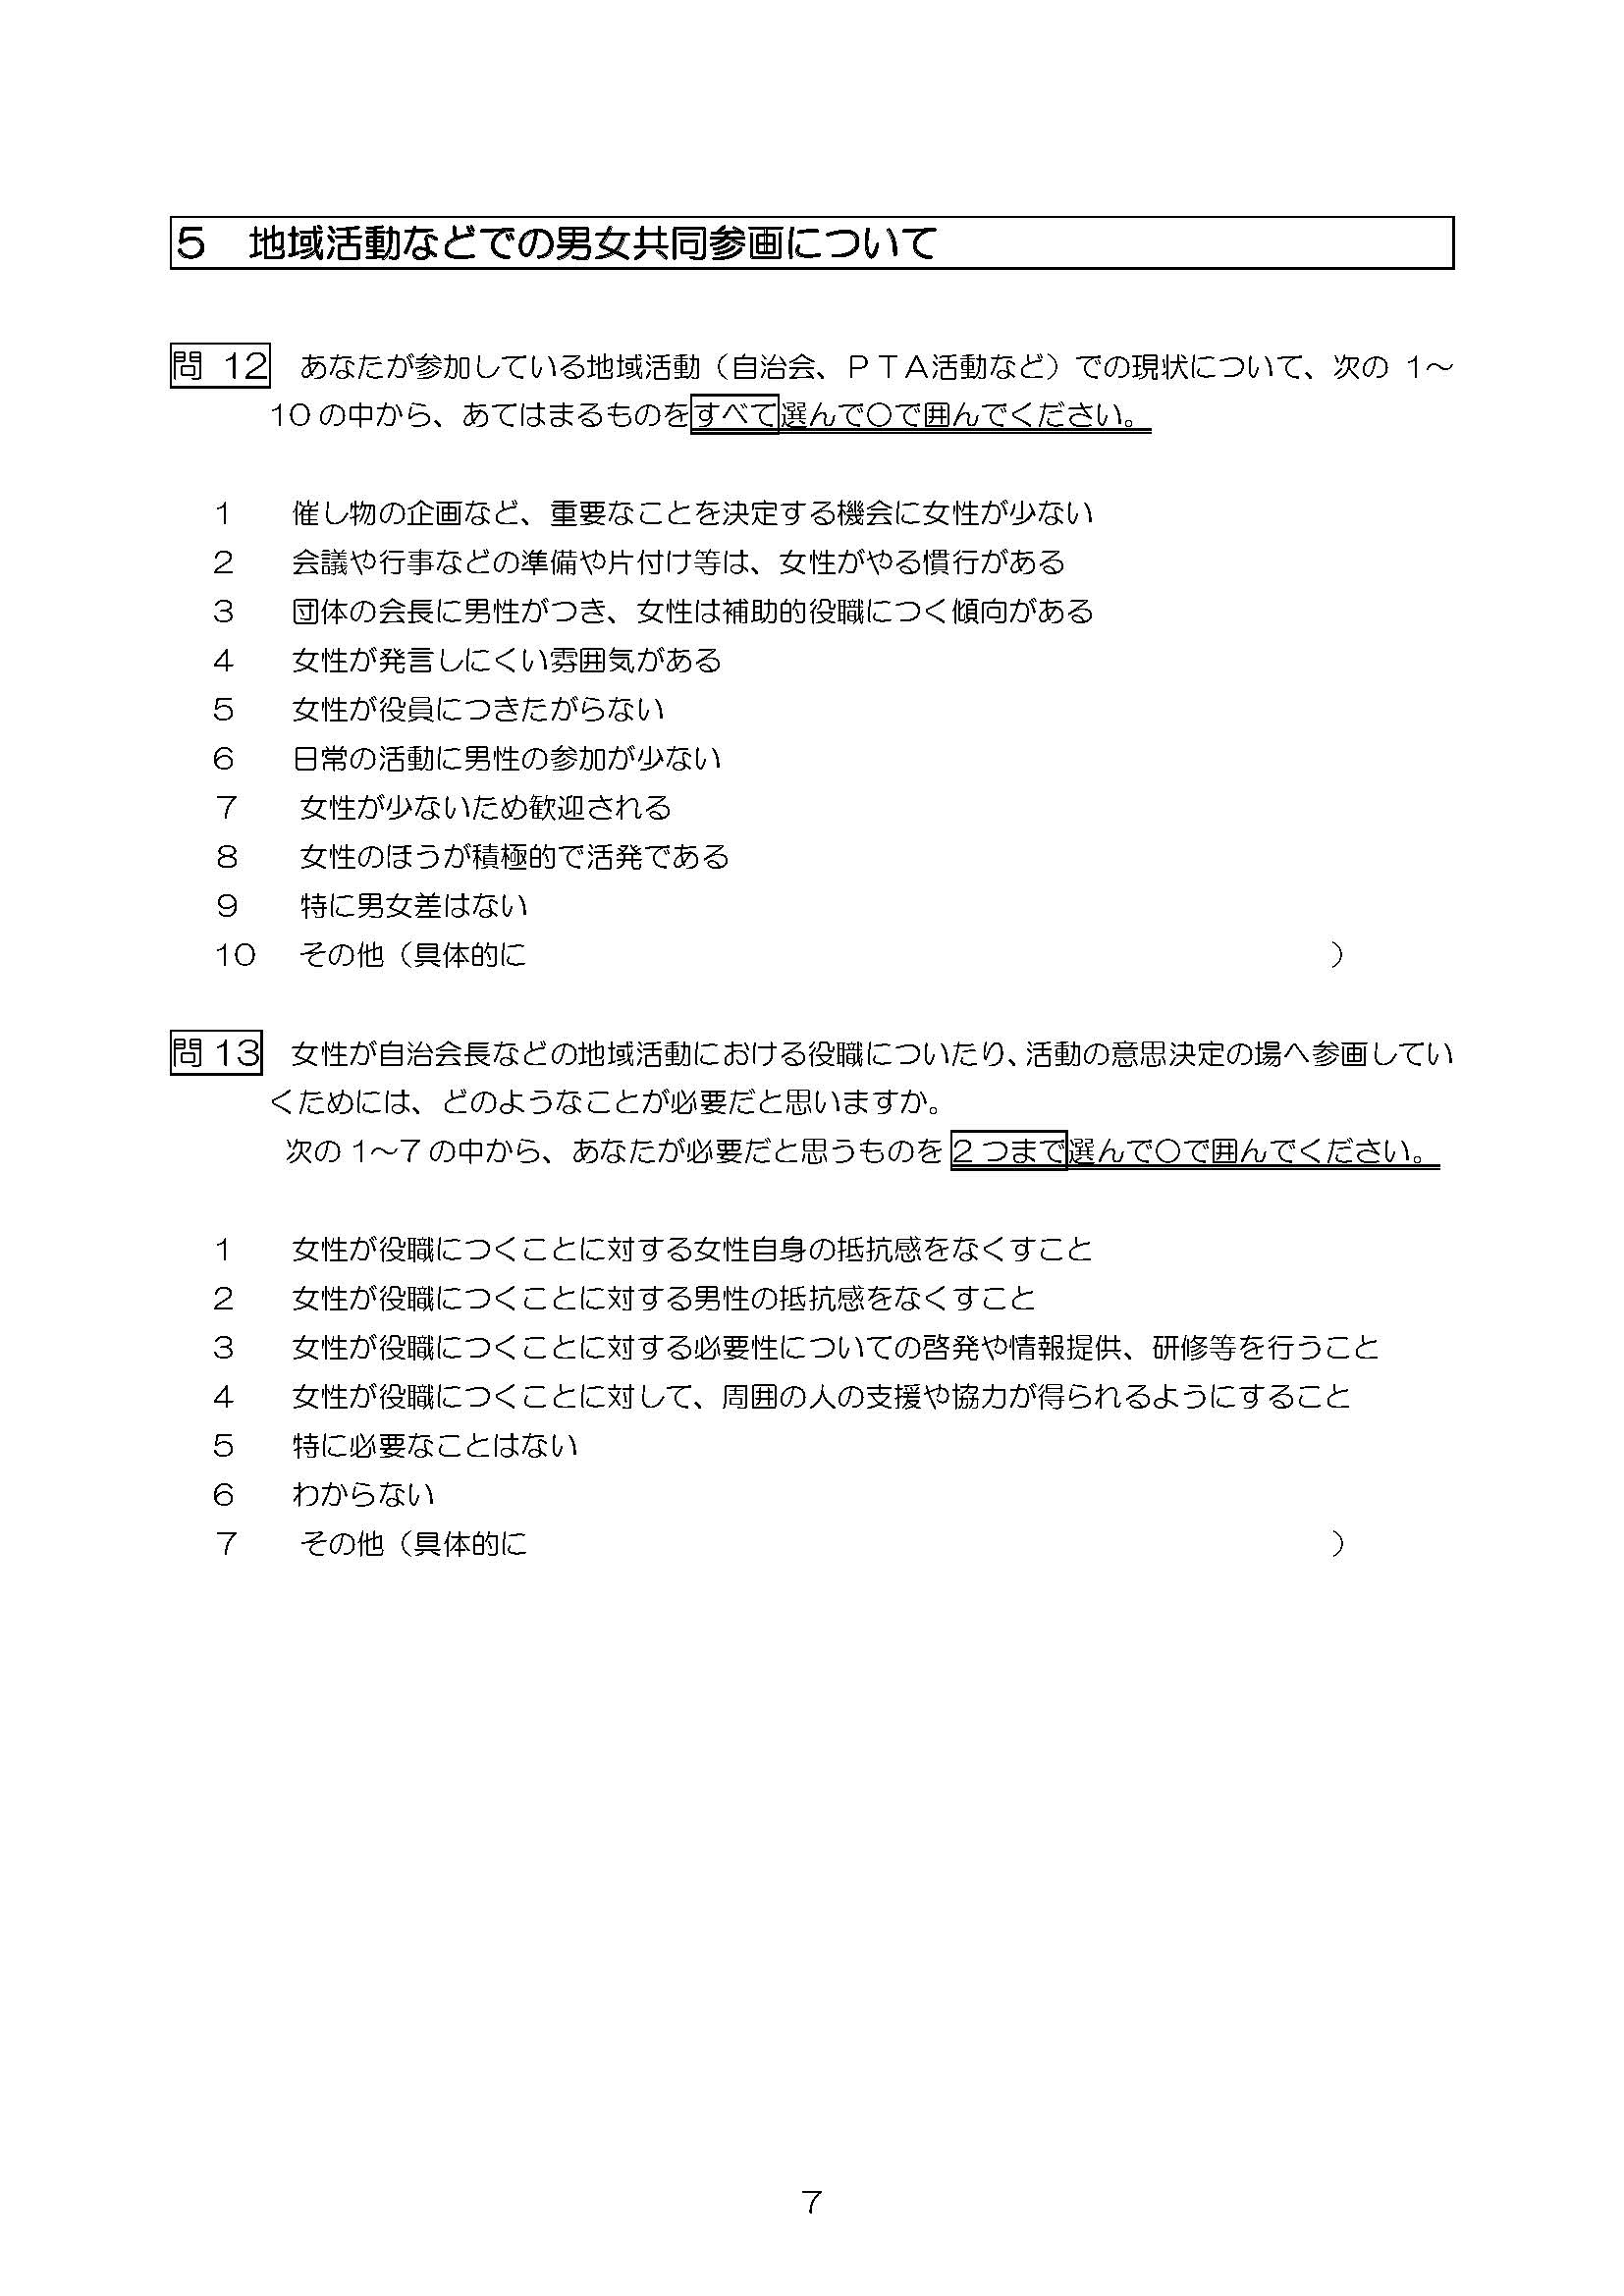 ５　地域活動などでの男女共同参画について
問 12　あなたが参加している地域活動（自治会、ＰＴＡ活動など）での現状について、次の 1～
10 の中から、あてはまるものをすべて選んで○で囲んでください。
1　催し物の企画など、重要なことを決定する機会に女性が少ない
2　会議や行事などの準備や片付け等は、女性がやる慣行がある
3　団体の会長に男性がつき、女性は補助的役職につく傾向がある
4　女性が発言しにくい雰囲気がある
5　女性が役員につきたがらない
6　日常の活動に男性の参加が少ない
7　女性が少ないため歓迎される
8　女性のほうが積極的で活発である
9　特に男女差はない
10　その他（具体的に　　　　　　　　　　　　　　　　）
問 13　女性が自治会長などの地域活動における役職についたり、活動の意思決定の場へ参画してい
くためには、どのようなことが必要だと思いますか。
次の 1～7 の中から、あなたが必要だと思うものを 2 つまで選んで○で囲んでください。
1　女性が役職につくことに対する女性自身の抵抗感をなくすこと
2　女性が役職につくことに対する男性の抵抗感をなくすこと
3　女性が役職につくことに対する必要性についての啓発や情報提供、研修等を行うこと
4　女性が役職につくことに対して、周囲の人の支援や協力が得られるようにすること
5　特に必要なことはない
6　わからない
7　その他（具体的に　　　　　　　　　　　　　　　　）
7